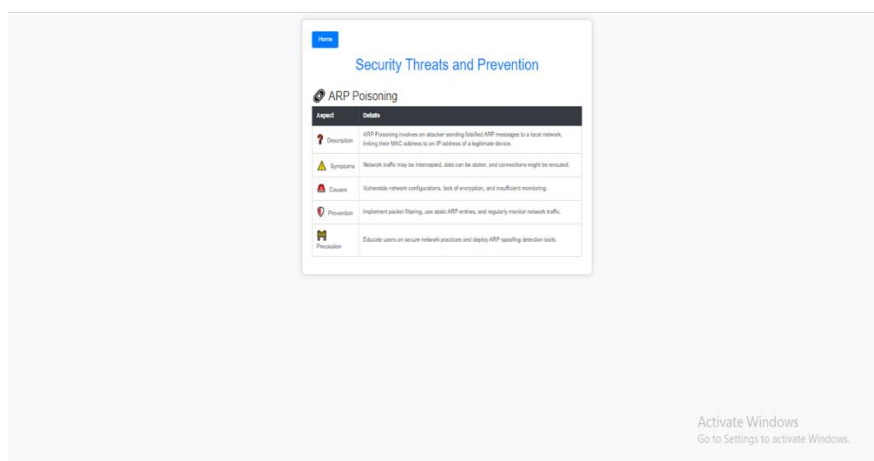 Home
Security Threats and Prevention
ARP Poisoning
Aspect Details
Description ARP Poisoning involves an attacker sending falsified ARP messages to a local network,
linking their MAC address to an IP address of a legitimate device.
Symptoms Network traffic may be intercepted, data can be stolen, and connections might be rerouted.
Causes Vulnerable network configurations, lack of encryption, and insufficient monitoring.
Prevention Implement packet filtering, use static ARP entries, and regularly monitor network traffic.
Precaution Educate users on secure network practices and deploy ARP spoofing detection tools.
Activate Windows
Go to Settings to activate Windows.